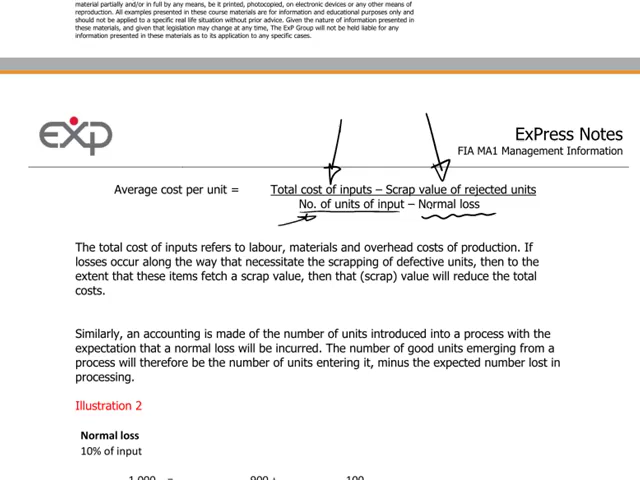 material partially and/or in full by any means, be it printed, photocopied, on electronic devices or any other means of
reproduction. All examples presented in these course materials are for information and educational purposes only and
should not be applied to a specific real life situation without prior advice. Given the nature of information presented in
these materials, and given that legislation may change at any time, The ExP Group will not be held liable for any
information presented in these materials as to its application to any specific cases.
exp
ExPress Notes
FIA MA1 Management Information
Average cost per unit = Total cost of inputs – Scrap value of rejected units
No. of units of input – Normal loss
The total cost of inputs refers to labour, materials and overhead costs of production. If
losses occur along the way that necessitate the scrapping of defective units, then to the
extent that these items fetch a scrap value, then that (scrap) value will reduce the total
costs.
Similarly, an accounting is made of the number of units introduced into a process with the
expectation that a normal loss will be incurred. The number of good units emerging from a
process will therefore be the number of units entering it, minus the expected number lost in
processing.
Illustration 2
Normal loss
10% of input
1,000 = 900 + 100